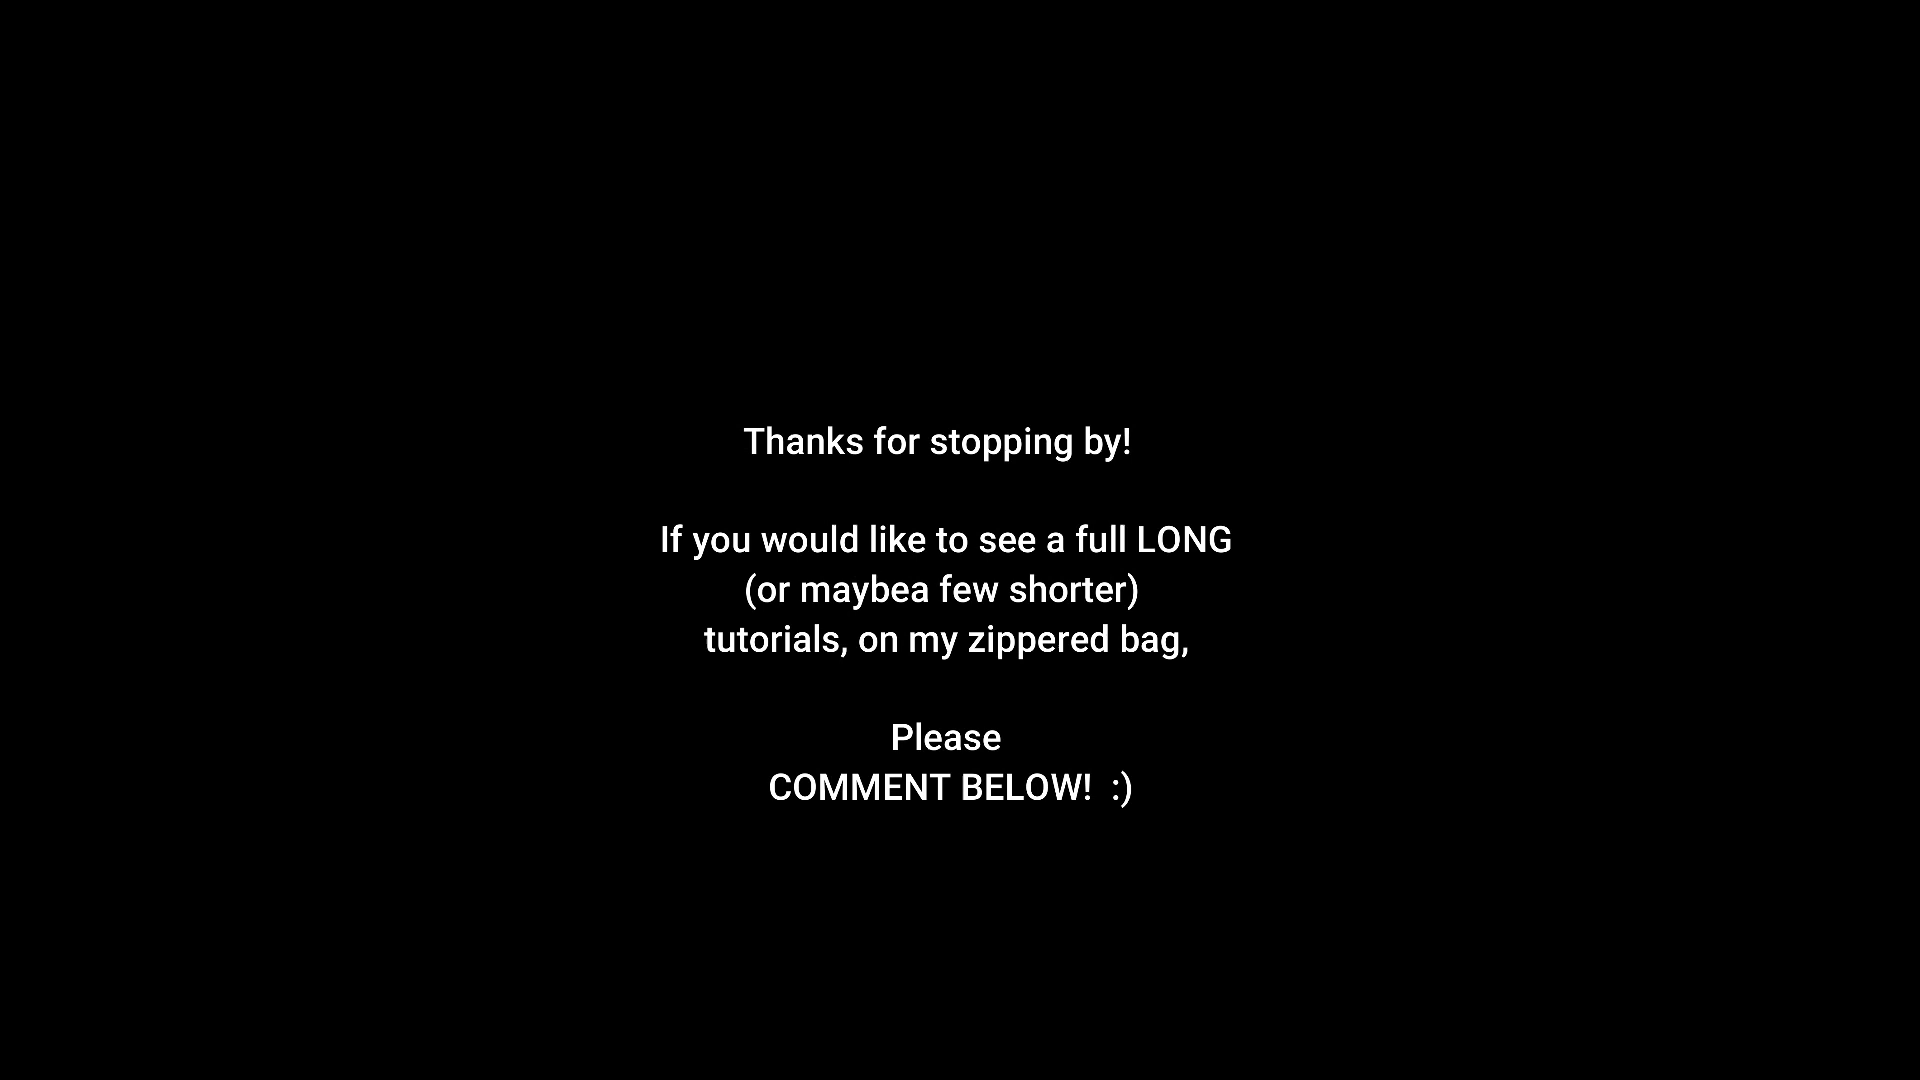 Thanks for stopping by!
If you would like to see a full LONG
(or maybea few shorter)
tutorials, on my zippered bag,
Please
COMMENT BELOW!  :)